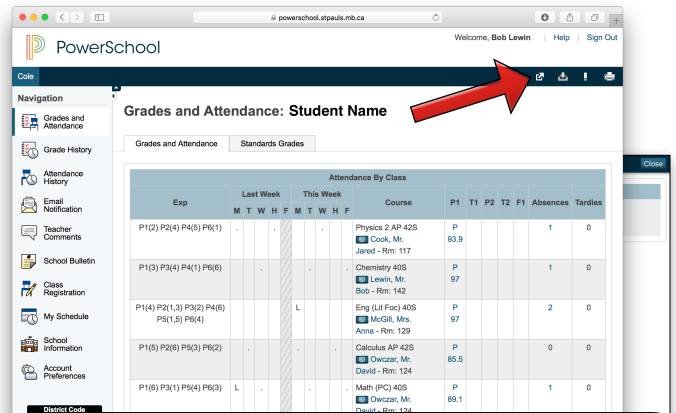 powerschool.stpauls.mb.ca
PowerSchool
Welcome, Bob Lewin
Help
Sign Out
Cole
Navigation
Grades and
Attendance
Grade History
Attendance
History
Email
Notification
Teacher
Comments
School Bulletin
Class
Registration
My Schedule
School
Information
Account
Preferences
District Code
Grades and Attendance: Student Name
Grades and Attendance
Standards Grades
Close
Attendance By Class
Exp Last Week This Week Course P1 T1 P2 T2 F1 Absences Tardies
M T W H F M T W H F
P1(2) P2(4) P4(5) P6(1) . . . Physics 2 AP 42S P 1 0
Cook, Mr. 93.9
Jared - Rm: 117
P1(3) P3(4) P4(1) P6(6) . . . Chemistry 40S P 1 0
Lewin, Mr. 97
Bob - Rm: 142
P1(4) P2(1,3) P3(2) P4(6) L Eng (Lit Foc) 40S P 2 0
P5(1,5) P6(4) McGill, Mrs. 97
Anna - Rm: 129
P1(5) P2(6) P5(3) P6(2) . . . . Calculus AP 42S P 0 0
Owczar, Mr. 85.5
David - Rm: 124
P1(6) P3(1) P5(4) P6(3) L . . . Math (PC) 40S P 1 0
Owczar, Mr. 89.1
David - Rm: 124